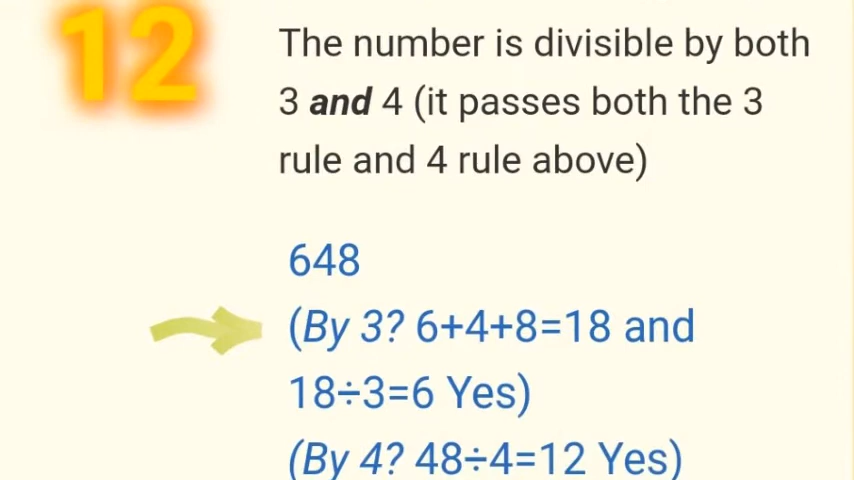 12
The number is divisible by both
3 and 4 (it passes both the 3
rule and 4 rule above)
648
(By 3? 6+4+8=18 and
18÷3=6 Yes)
(By 4? 48÷4=12 Yes)